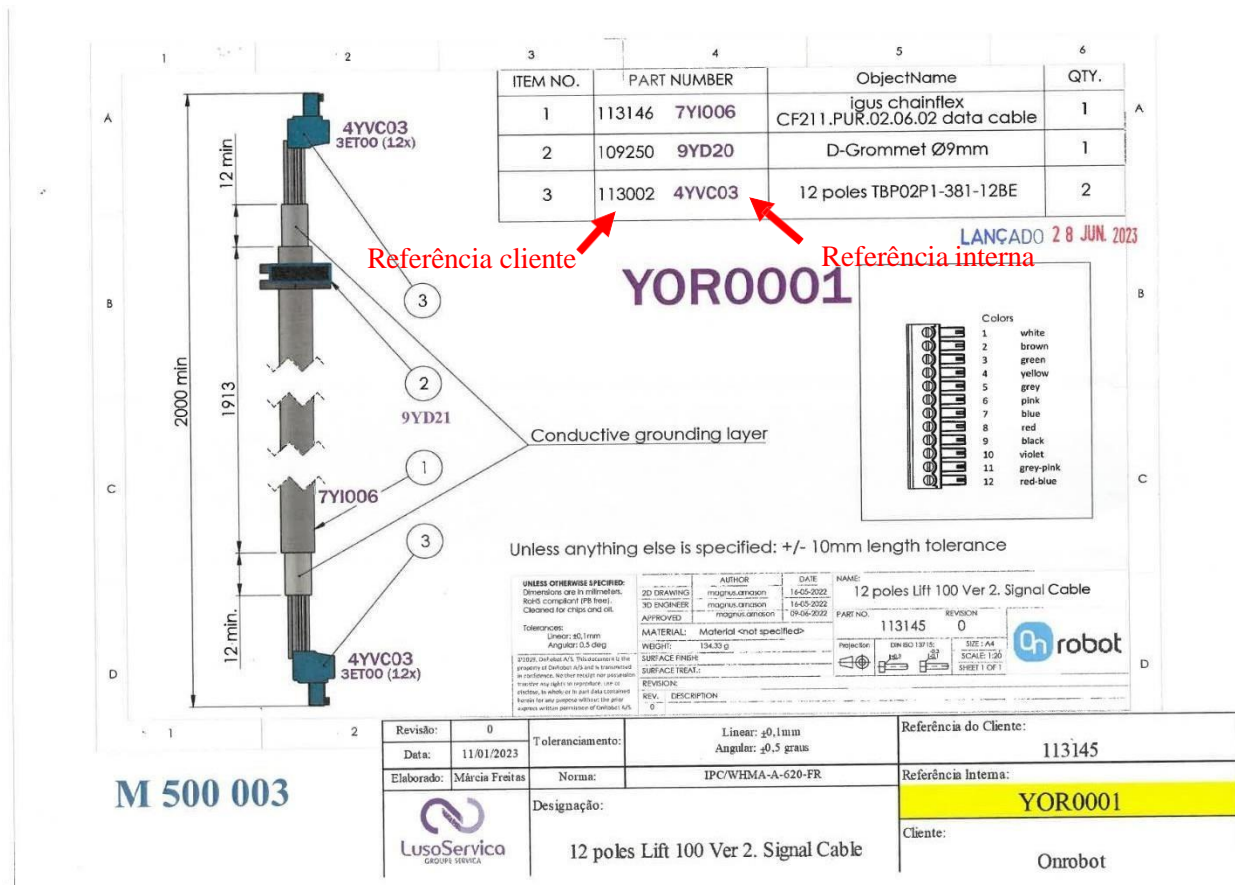 1 2 3 4 5 6
ITEM NO. PART NUMBER ObjectName QTY.
1 113146 7YI006 igus chainflex
CF211.PUR.02.06.02 data cable 1
2 109250 9YD20 D-Grommet Ø9mm 1
3 113002 4YVC03 12 poles TBP02P1-381-12BE 2
A
A
4YVC03
3ET00 (12x)
12 min
Referência cliente
Referência interna
LANÇADO 28 JUN. 2023
YOR0001
B
B
3
2
9YD21
2000 min
1913
Conductive grounding layer
Colors
1 white
2 brown
3 green
4 yellow
5 grey
6 pink
7 blue
8 red
9 black
10 violet
11 grey-pink
12 red-blue
C
C
7YI006
1
3
12 min.
4YVC03
3ET00 (12x)
D
D
Unless anything else is specified: +/- 10mm length tolerance
UNLESS OTHERWISE SPECIFIED:
Dimensions are in millimeters.
RoHS compliant (PB free).
Cleaned for chips and oil.
Tolerances:
Linear: ±0,1mm
Angular: 0,5 deg
AUTHOR DATE
2D DRAWING magnus.arnason 16-05-2022
3D ENGINEER magnus.arnason 16-05-2022
APPROVED magnus.arnason 09-06-2022
MATERIAL: Material <not specified>
WEIGHT: 134.33 g
SURFACE FINISH:
SURFACE TREAT.:
REVISION:
REV. DESCRIPTION
0
NAME:
12 poles Lift 100 Ver 2. Signal Cable
PART NO. REVISION
113145 0
Projection DIN ISO 13715: SIZE : A4
SCALE: 1:20
SHEET 1 OF 1
On robot
1 2
M 500 003
Revisão: 0
Data: 11/01/2023
Elaborado: Márcia Freitas
Toleranciamento: Linear: ±0,1mm
Angular: ±0,5 graus
Norma: IPC/WHMA-A-620-FR
Referência do Cliente:
113145
Referência Interna:
YOR0001
LusoServica
GROUPE SERVICA
Designação:
12 poles Lift 100 Ver 2. Signal Cable
Cliente:
Onrobot